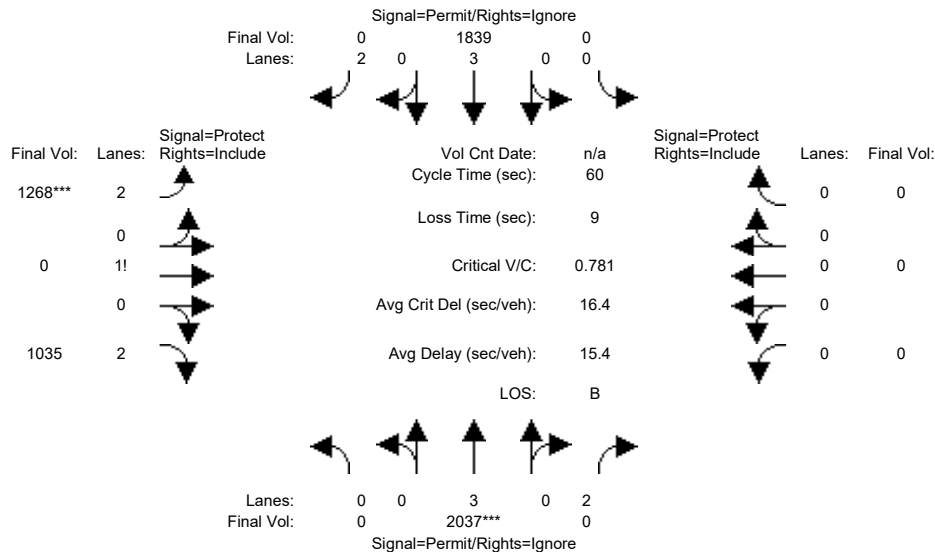 Signal=Permit/Rights=Ignore
Final Vol: 0 1839 0
Lanes: 2 0 3 0 0
Signal=Protect Signal=Protect
Final Vol: Lanes: Rights=Include Vol Cnt Date: n/a Rights=Include Lanes: Final Vol:
Cycle Time (sec): 60
1268*** 2 0 0
Loss Time (sec): 9
0 0
0 1! Critical V/C: 0.781 0 0
0 Avg Crit Del (sec/veh): 16.4 0
1035 2 Avg Delay (sec/veh): 15.4 0 0
LOS: B
Lanes: 0 0 3 0 2
Final Vol: 0 2037*** 0
Signal=Permit/Rights=Ignore